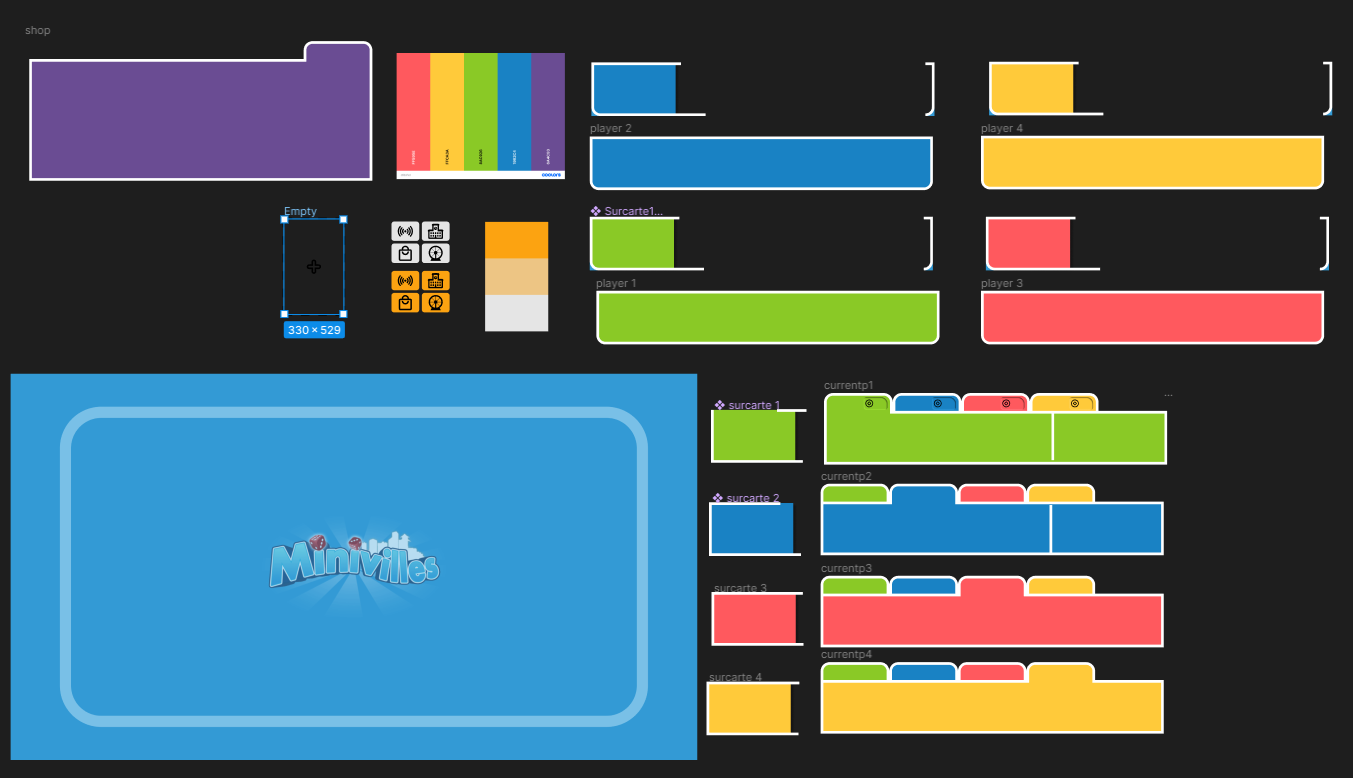 shop
player 2
player 4
Empty
Surcarte1...
330 × 529
player 1
player 3
coolors
currentp1
...
surcarte 1
currentp2
surcarte 2
Minivilles
currentp3
surcarte 3
currentp4
surcarte 4